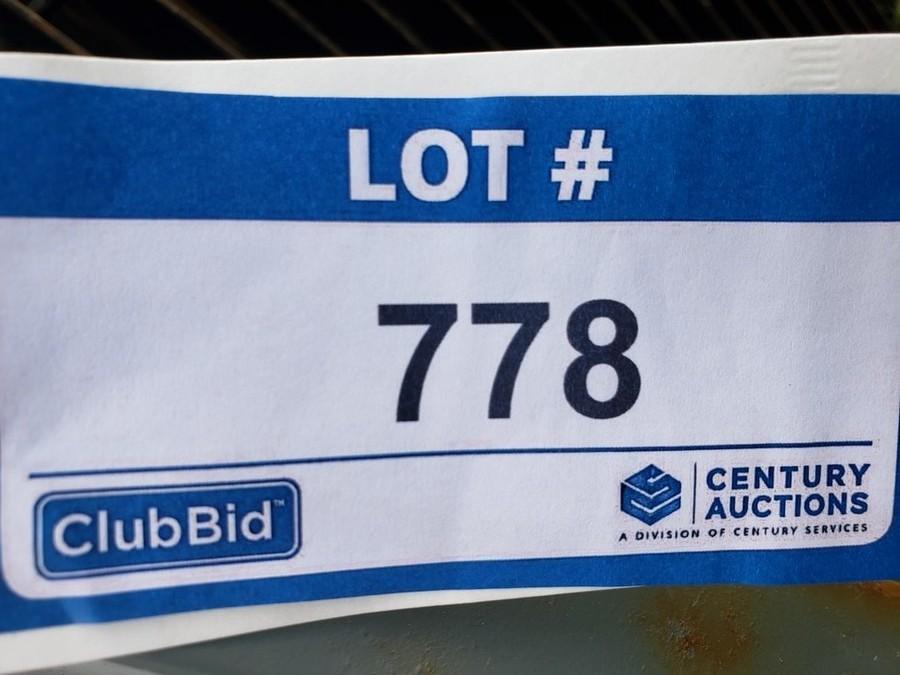 LOT #
778
ClubBid™
CENTURY
AUCTIONS
A DIVISION OF CENTURY SERVICES